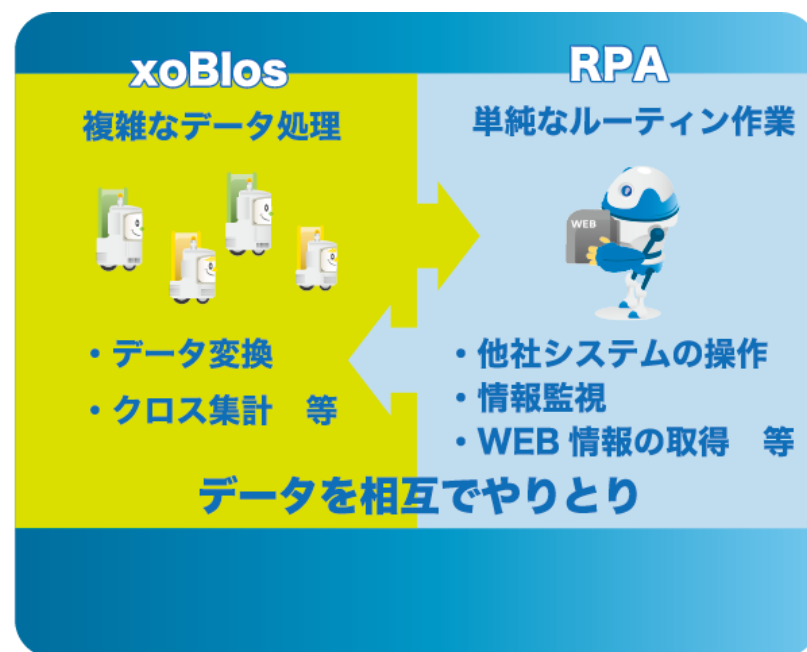 xoBlos
複雑なデータ処理
・データ変換
・クロス集計　等
RPA
単純なルーティン作業
WEB
・他社システムの操作
・情報監視
・WEB 情報の取得　等
データを相互でやりとり